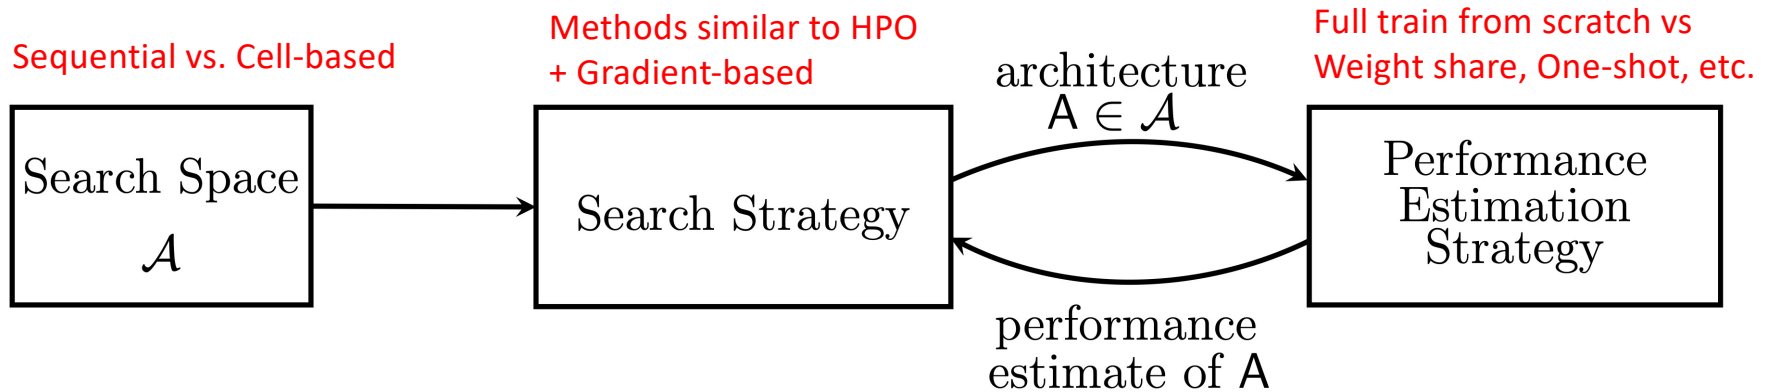 Sequential vs. Cell-based
Methods similar to HPO
+ Gradient-based
Full train from scratch vs
Weight share, One-shot, etc.
architecture
A ∈ 𝒜
Search Space
𝒜
Search Strategy
Performance
Estimation
Strategy
performance
estimate of A